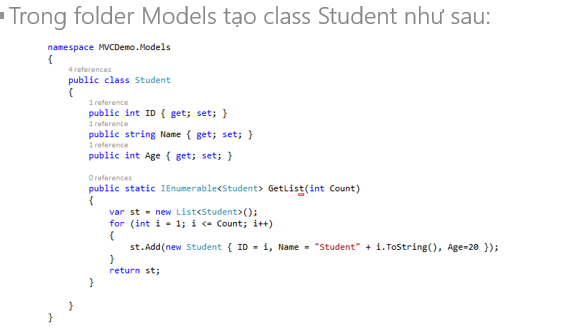 Trong folder Models tạo class Student như sau:
namespace MVCDemo.Models
{
4 references
public class Student
{
1 reference
public int ID { get; set; }
1 reference
public string Name { get; set; }
1 reference
public int Age { get; set; }
0 references
public static IEnumerable<Student> GetList(int Count)
{
var st = new List<Student>();
for (int i = 1; i <= Count; i++)
{
st.Add(new Student { ID = i, Name = "Student" + i.ToString(), Age=20 });
}
return st;
}
}
}